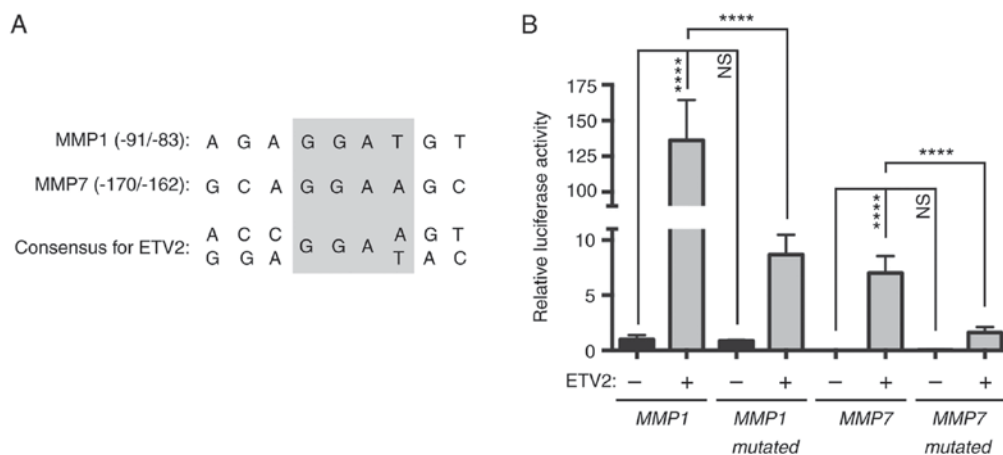 A
MMP1 (-91/-83): A G A G G A T G T
MMP7 (-170/-162): G C A G G A A G C
Consensus for ETV2: A C C G G A A G T
G G A T A C
B
****
****
NS
****
****
NS
Relative luciferase activity
175
150
125
100
10
5
0
ETV2: – + – + – + – +
MMP1 MMP1 mutated MMP7 MMP7 mutated